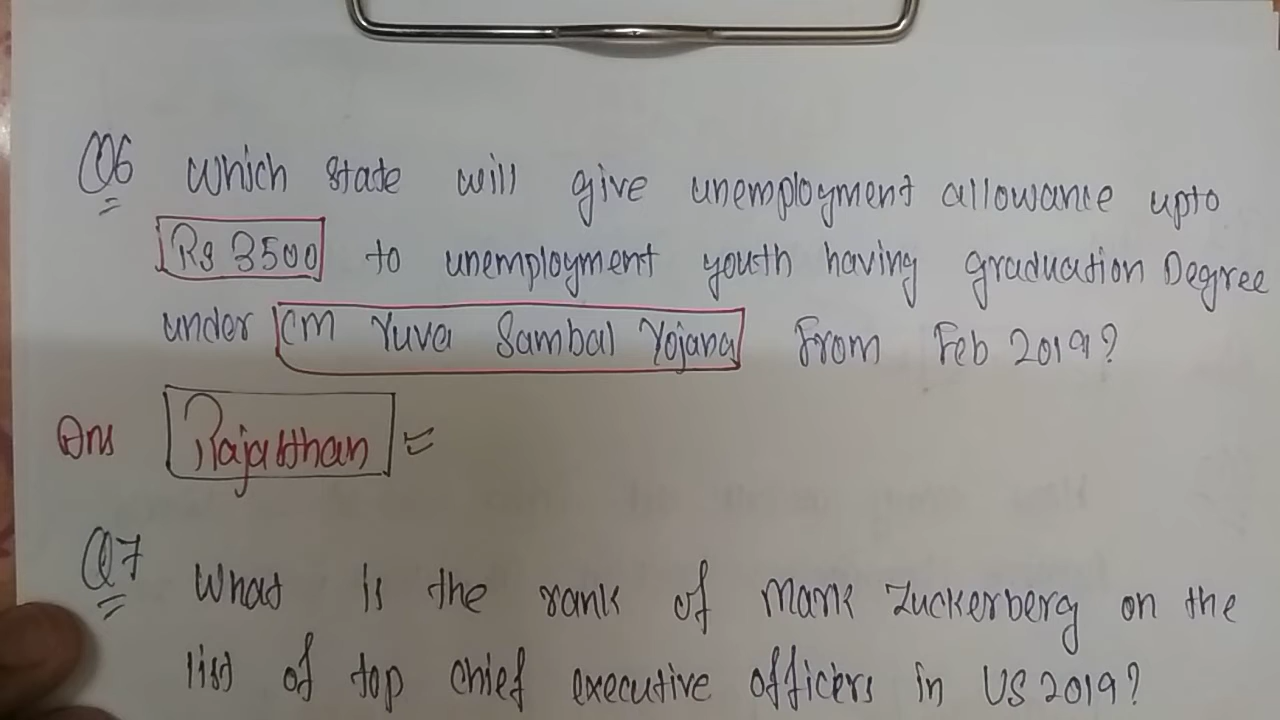 Q6 Which state will give unemployment allowance upto
Rs 3500 to unemployment youth having graduation Degree
under CM Yuva Sambal Yojana From Feb 2019?
Ans Rajasthan =
Q7 What is the rank of Mark Zuckerberg on the
list of top chief executive officers in US 2019?